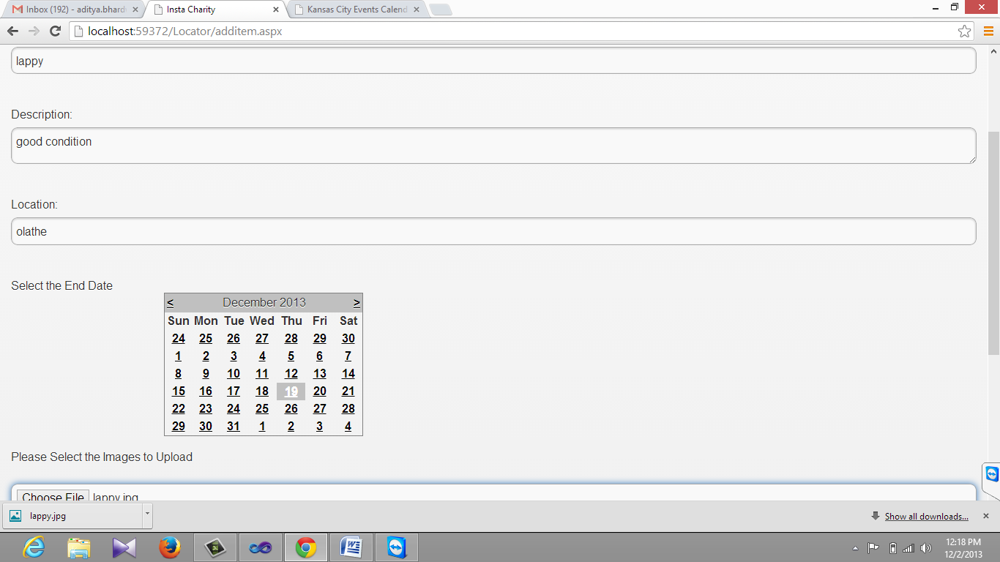 Inbox (192) - aditya.bhard
Insta Charity
Kansas City Events Calend
localhost:59372/Locator/additem.aspx
lappy
Description:
good condition
Location:
olathe
Select the End Date
< December 2013 >
Sun Mon Tue Wed Thu Fri Sat
24 25 26 27 28 29 30
1 2 3 4 5 6 7
8 9 10 11 12 13 14
15 16 17 18 19 20 21
22 23 24 25 26 27 28
29 30 31 1 2 3 4
Please Select the Images to Upload
Choose File lappy.jpg
lappy.jpg
Show all downloads...
12:18 PM
12/2/2013